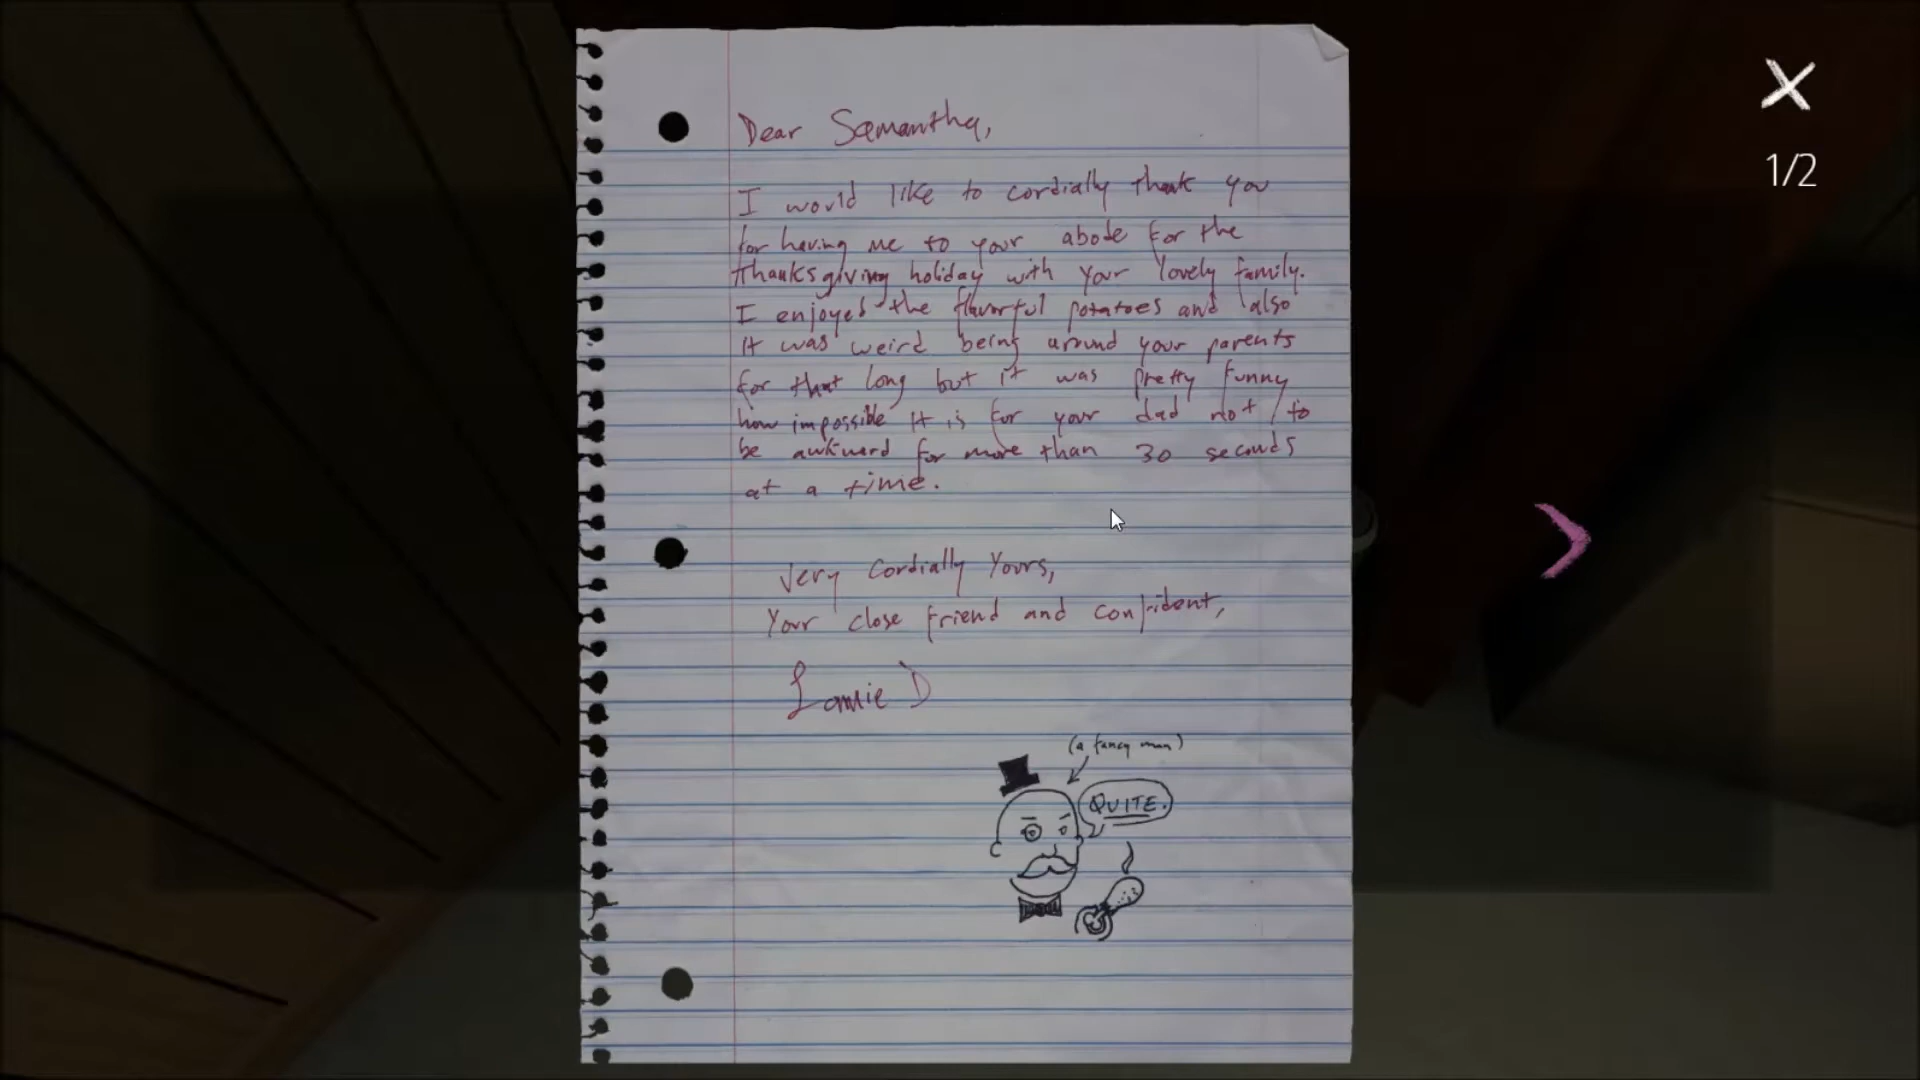 1/2
Dear Samantha,
I would like to cordially thank you
for having me to your abode for the
thanksgiving holiday with your lovely family.
I enjoyed the flavorful potatoes and also
it was weird being around your parents
for that long but it was pretty funny
how impossible it is for your dad not to
be awkward for more than 30 seconds
at a time.
Very Cordially Yours,
Your close friend and confident,
Lonnie D
(a fancy man)
QUITE.